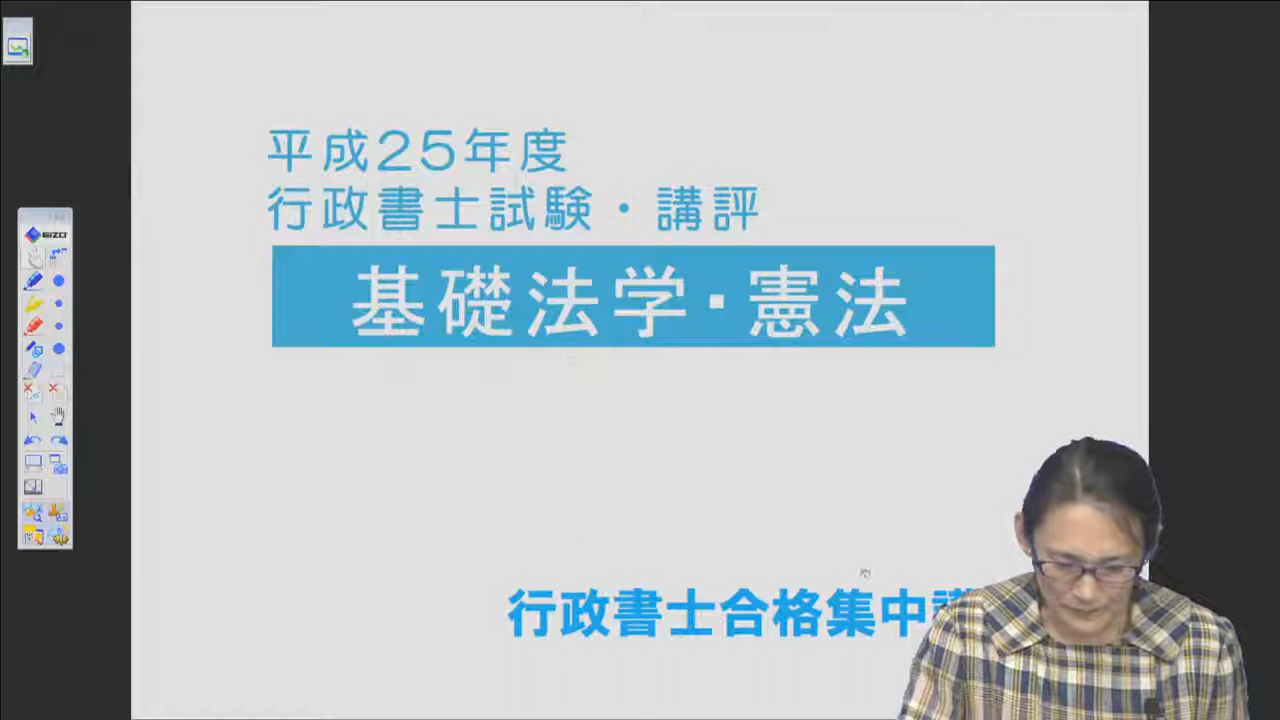 平成25年度
行政書士試験・講評
基礎法学・憲法
行政書士合格集中
EIZO